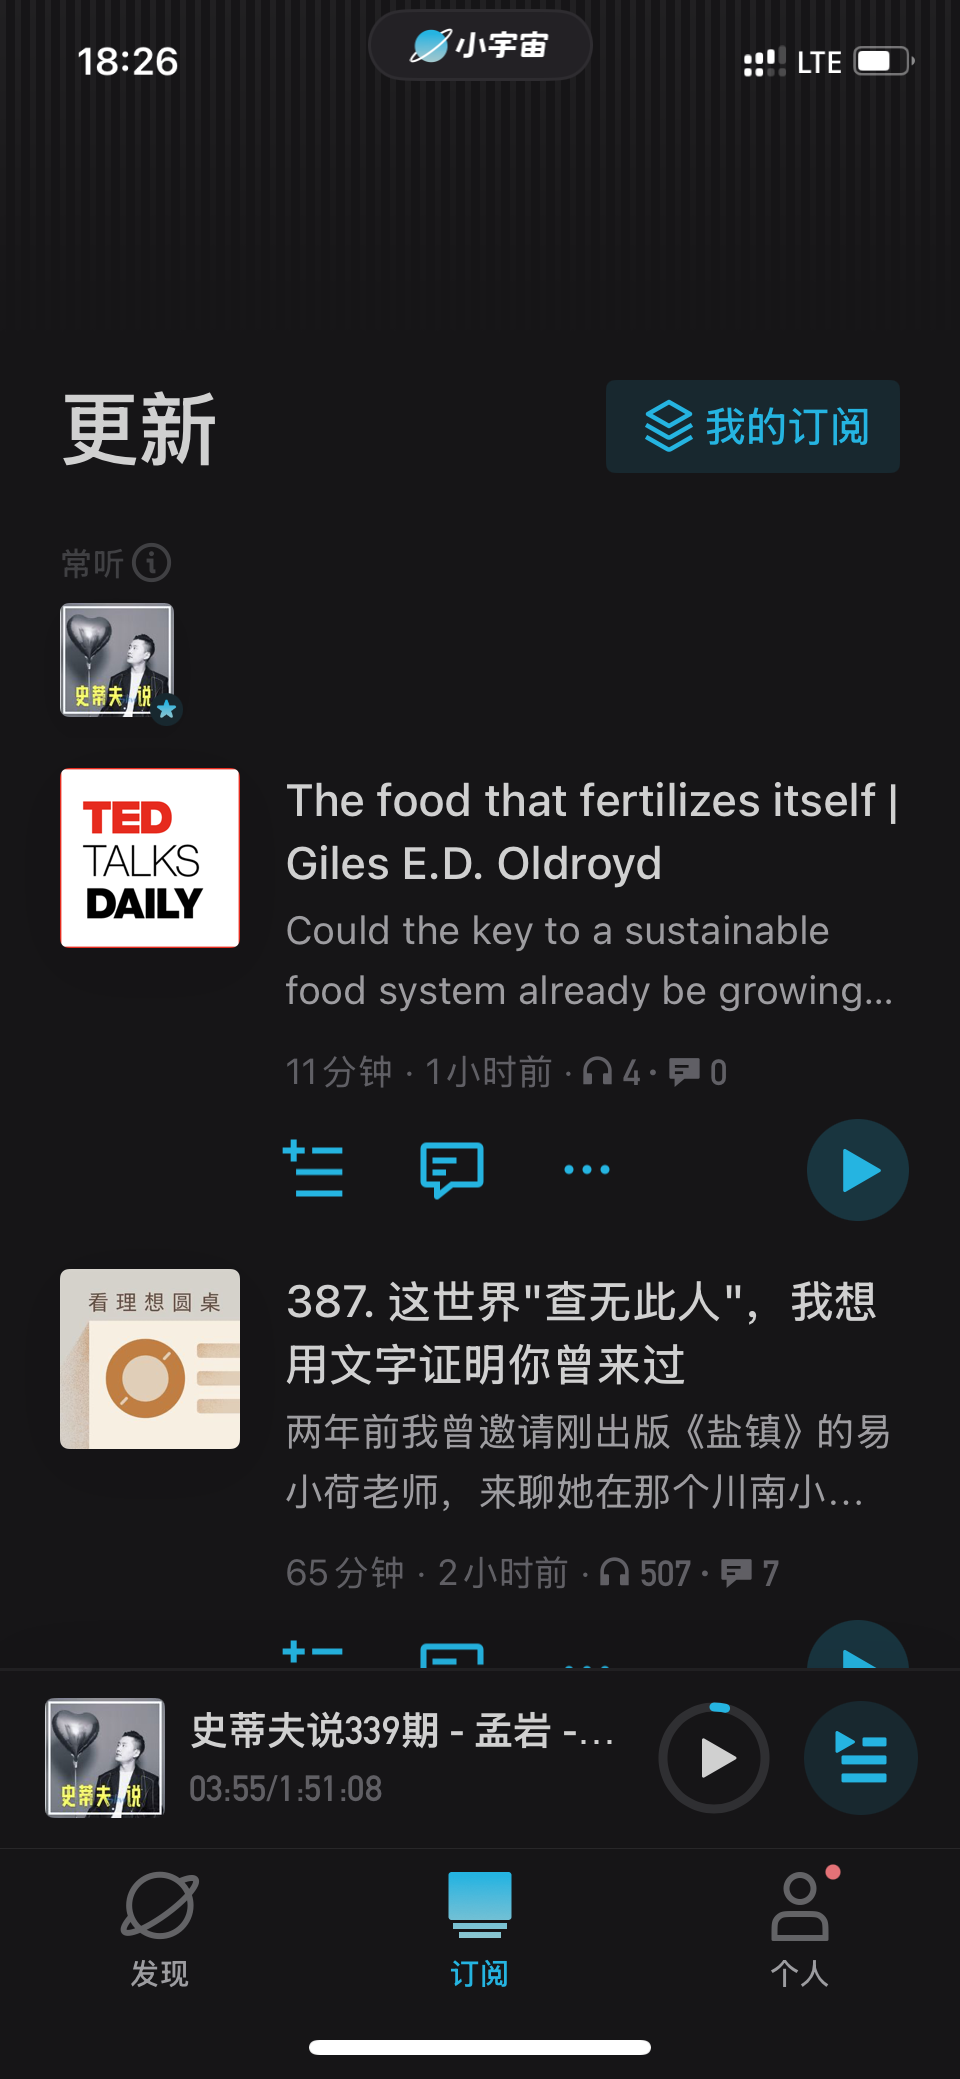 18:26
小宇宙
LTE
更新
我的订阅
常听
史蒂夫说
TED
TALKS
DAILY
The food that fertilizes itself |
Giles E.D. Oldroyd
Could the key to a sustainable
food system already be growing...
11分钟 · 1小时前 · 4 · 0
看理想圆桌
387. 这世界"查无此人"，我想
用文字证明你曾来过
两年前我曾邀请刚出版《盐镇》的易
小荷老师，来聊她在那个川南小...
65分钟 · 2小时前 · 507 · 7
史蒂夫说
史蒂夫说339期 - 孟岩 -...
03:55/1:51:08
发现
订阅
个人